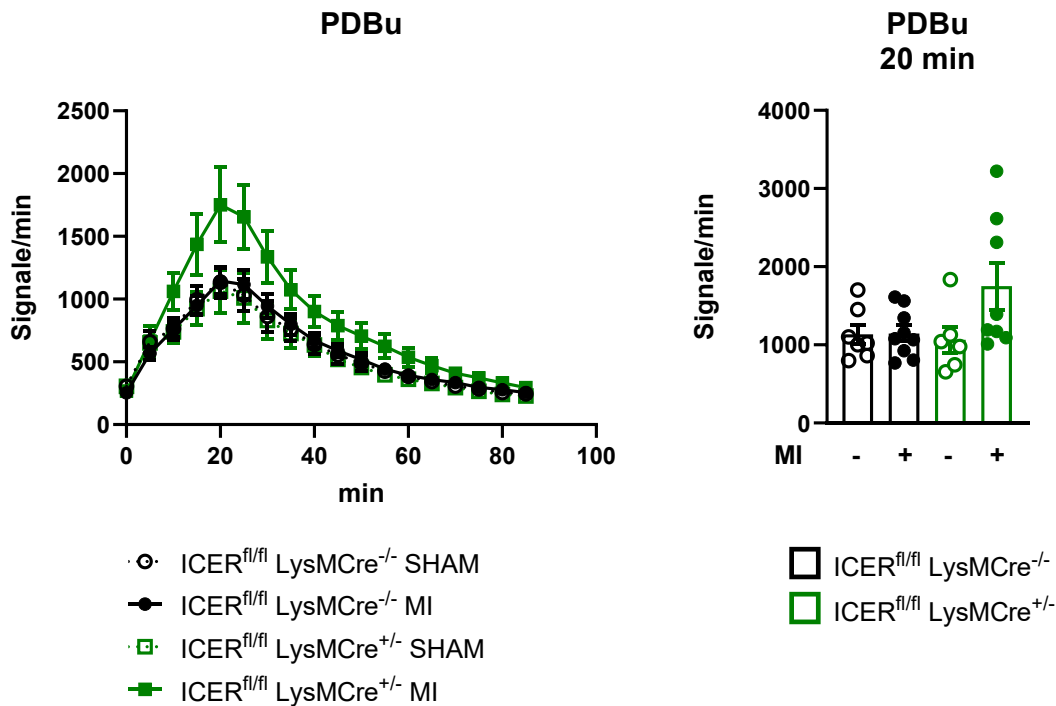 PDBu
2500
2000
1500
1000
500
0
Signale/min
0 20 40 60 80 100
min
ICERfl/fl LysMCre-/- SHAM
ICERfl/fl LysMCre-/- MI
ICERfl/fl LysMCre+/- SHAM
ICERfl/fl LysMCre+/- MI
PDBu
20 min
4000
3000
2000
1000
0
Signale/min
MI - + - +
ICERfl/fl LysMCre-/-
ICERfl/fl LysMCre+/-